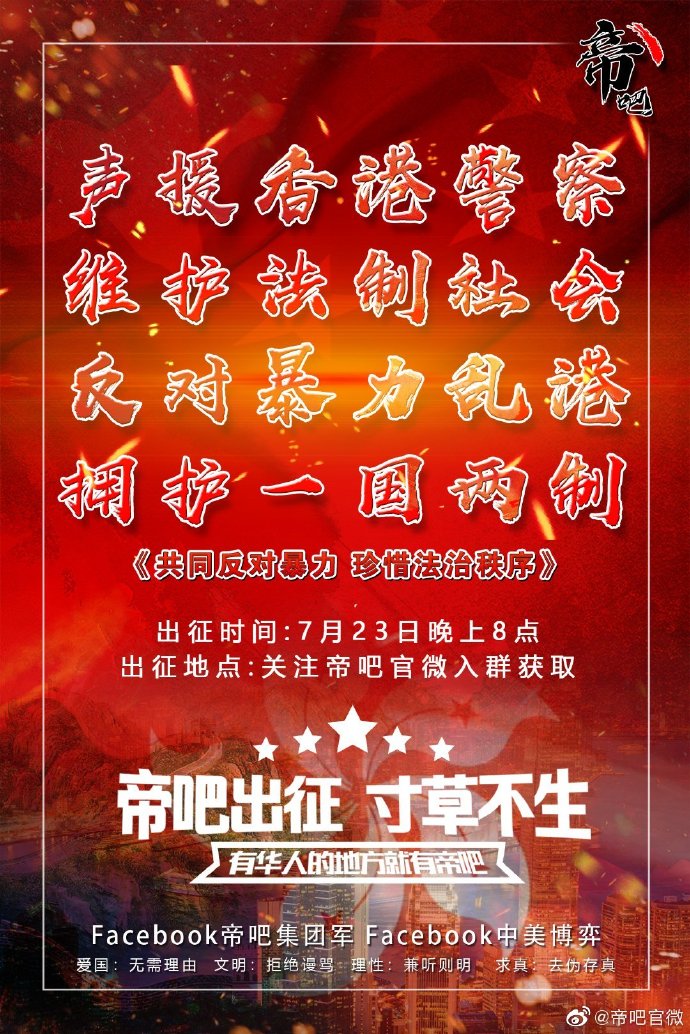 帝吧
声援香港警察
维护法制社会
反对暴力乱港
拥护一国两制
《共同反对暴力 珍惜法治秩序》
出征时间:7月23日晚上8点
出征地点:关注帝吧官微入群获取
帝吧出征 寸草不生
有华人的地方就有帝吧
Facebook帝吧集团军 Facebook中美博弈
爱国：无需理由 文明：拒绝谩骂 理性：兼听则明 求真：去伪存真
@帝吧官微